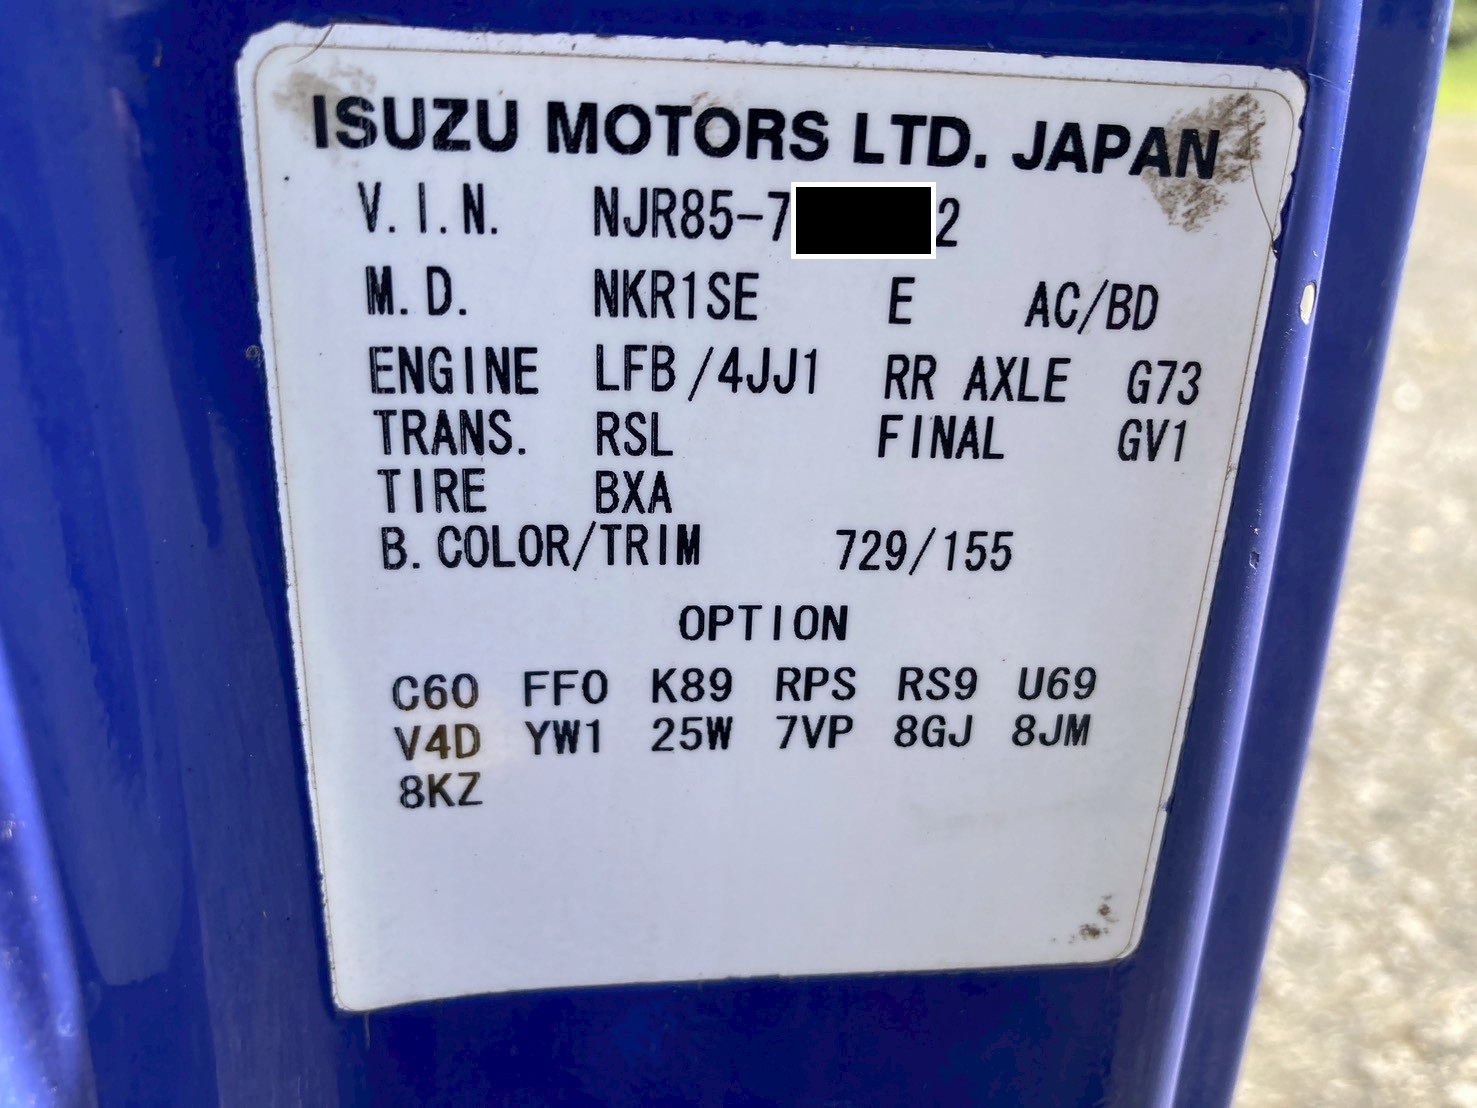 ISUZU MOTORS LTD. JAPAN
V.I.N. NJR85-7 2
M.D. NKR1SE E AC/BD
ENGINE LFB/4JJ1 RR AXLE G73
TRANS. RSL FINAL GV1
TIRE BXA
B.COLOR/TRIM 729/155
OPTION
C60 FF0 K89 RPS RS9 U69
V4D YW1 25W 7VP 8GJ 8JM
8KZ